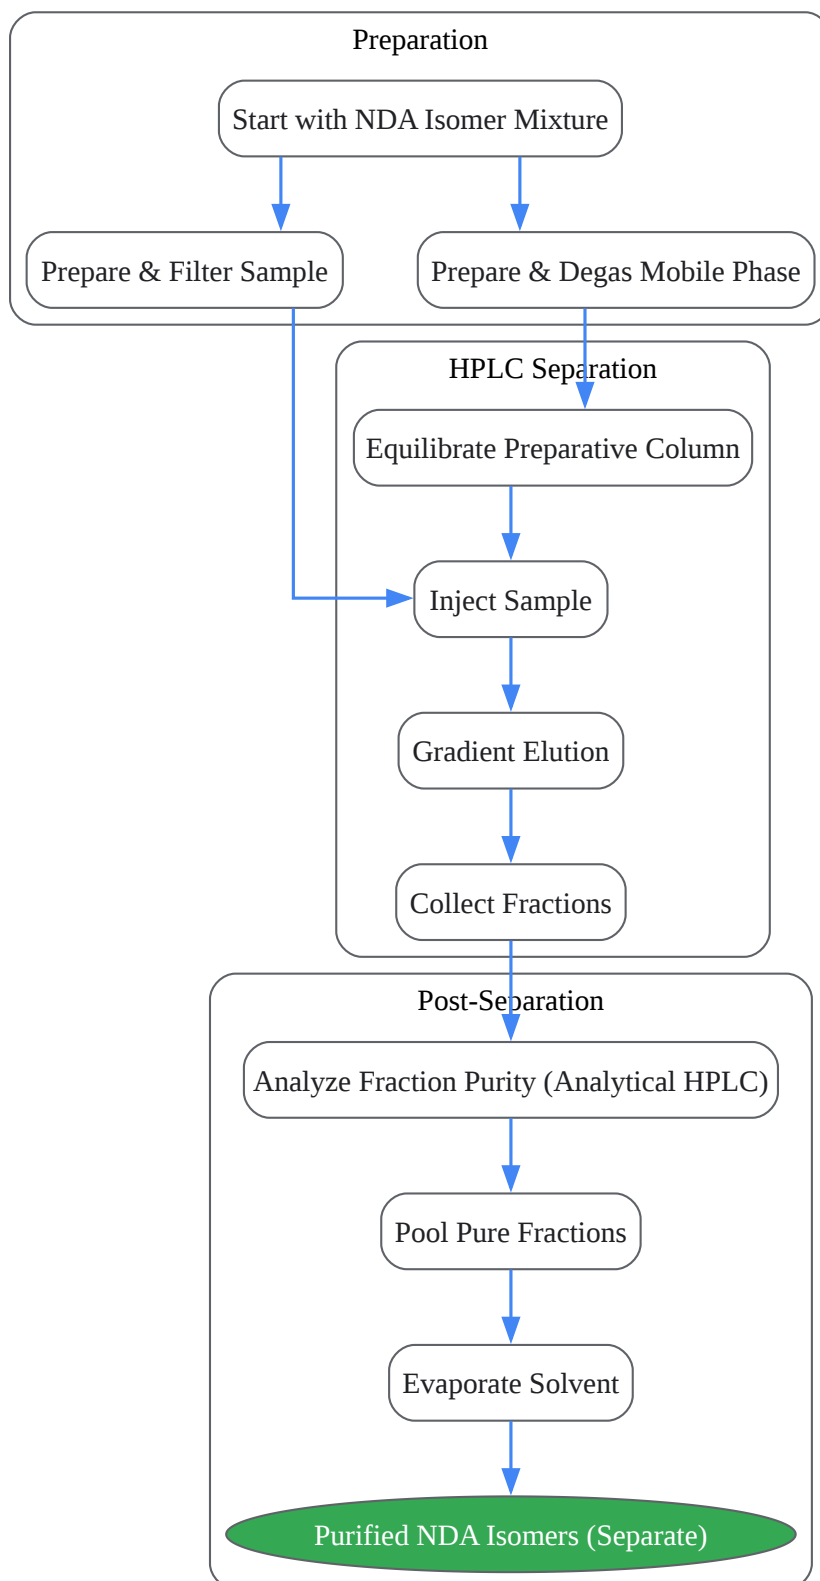 Preparation
Start with NDA Isomer Mixture
Prepare & Filter Sample
Prepare & Degas Mobile Phase
HPLC Separation
Equilibrate Preparative Column
Inject Sample
Gradient Elution
Collect Fractions
Post-Separation
Analyze Fraction Purity (Analytical HPLC)
Pool Pure Fractions
Evaporate Solvent
Purified NDA Isomers (Separate)